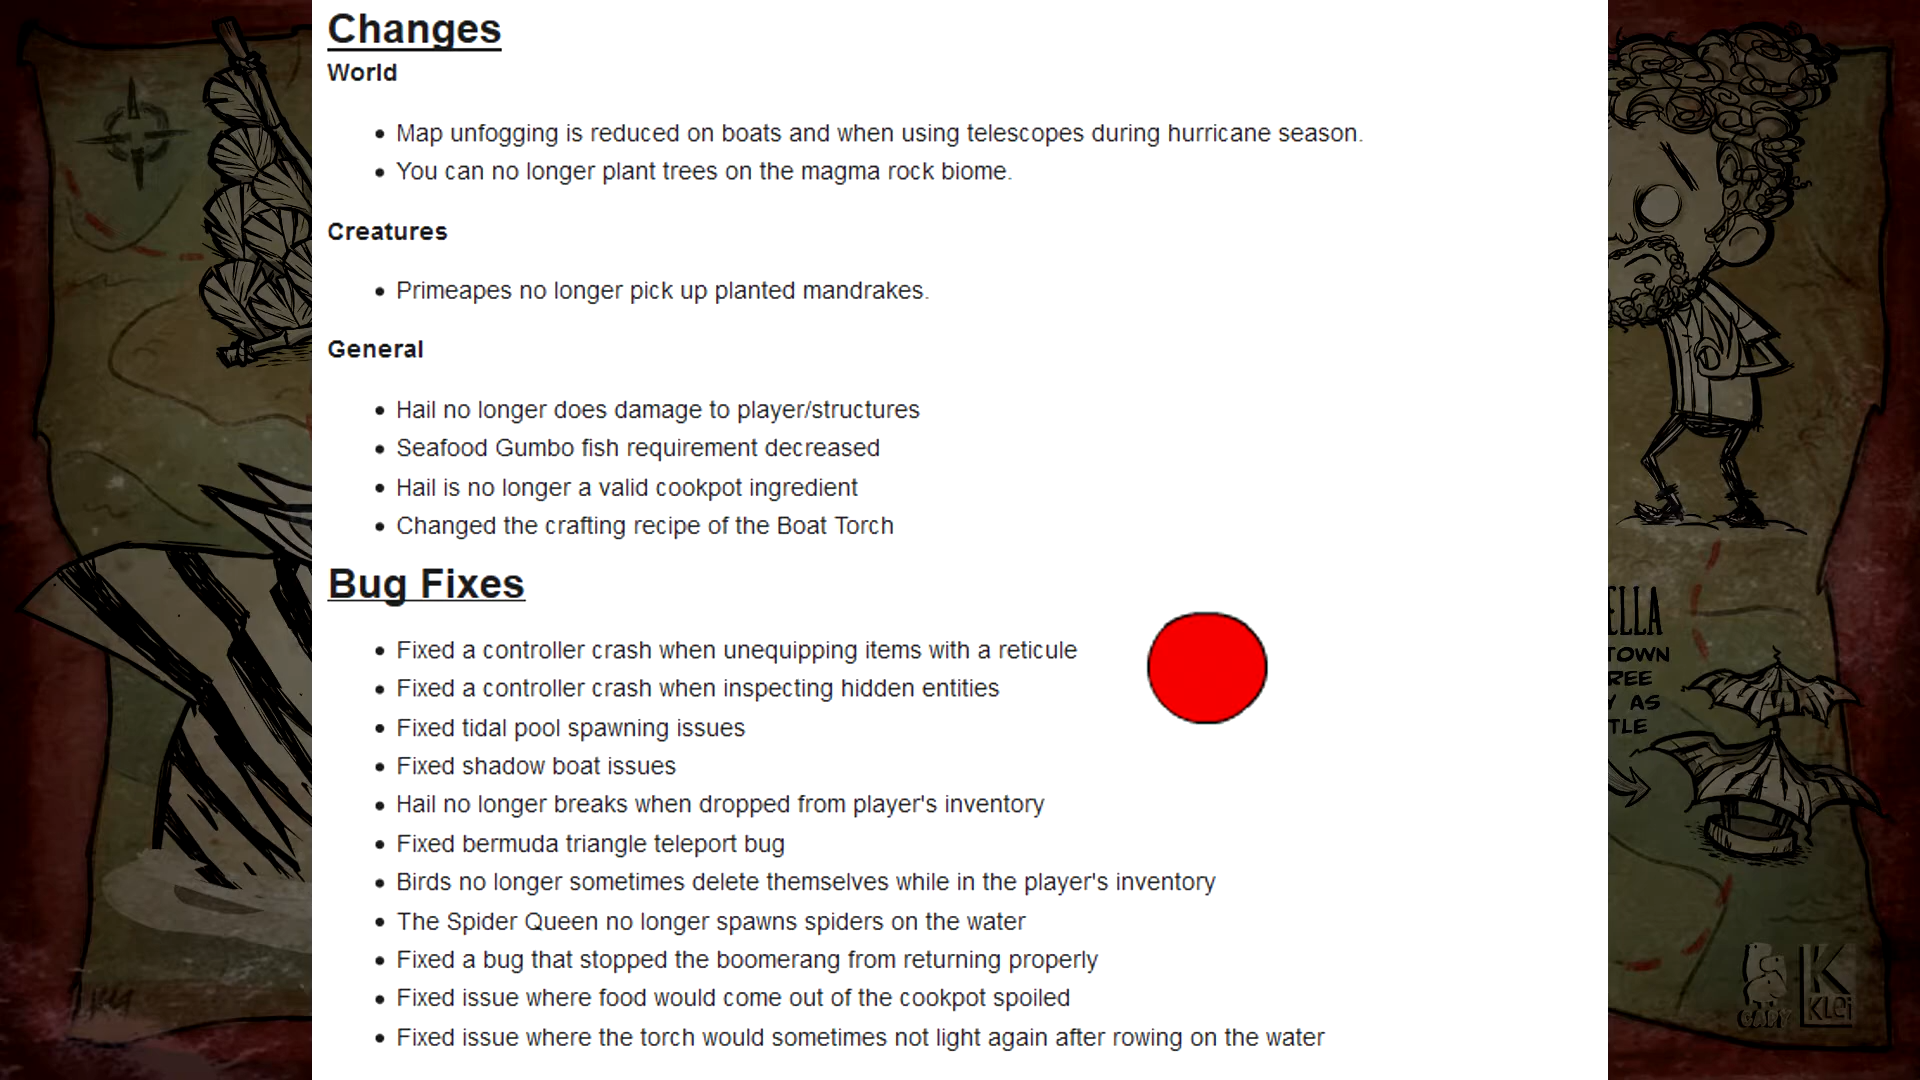 Changes
World
Map unfogging is reduced on boats and when using telescopes during hurricane season.
You can no longer plant trees on the magma rock biome.
Creatures
Primeapes no longer pick up planted mandrakes.
General
Hail no longer does damage to player/structures
Seafood Gumbo fish requirement decreased
Hail is no longer a valid cookpot ingredient
Changed the crafting recipe of the Boat Torch
Bug Fixes
Fixed a controller crash when unequipping items with a reticule
Fixed a controller crash when inspecting hidden entities
Fixed tidal pool spawning issues
Fixed shadow boat issues
Hail no longer breaks when dropped from player's inventory
Fixed bermuda triangle teleport bug
Birds no longer sometimes delete themselves while in the player's inventory
The Spider Queen no longer spawns spiders on the water
Fixed a bug that stopped the boomerang from returning properly
Fixed issue where food would come out of the cookpot spoiled
Fixed issue where the torch would sometimes not light again after rowing on the water
ELLA
TOWN
REE
Y AS
TLE
K
KLEi